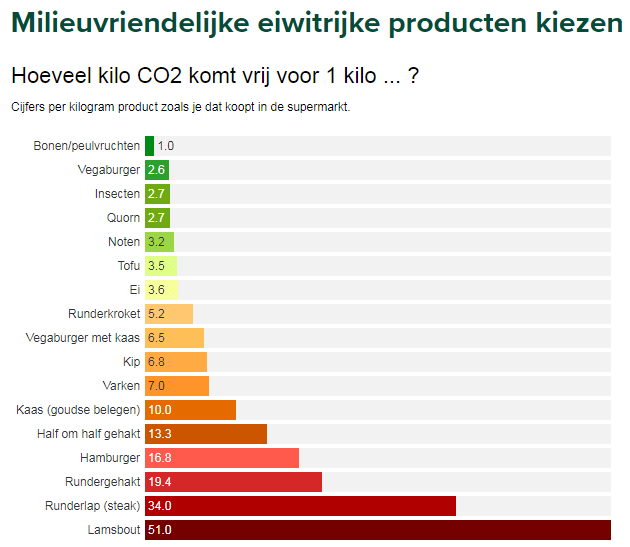 Milieuvriendelijke eiwitrijke producten kiezen
Hoeveel kilo CO2 komt vrij voor 1 kilo ... ?
Cijfers per kilogram product zoals je dat koopt in de supermarkt.
Bonen/peulvruchten 1.0
Vegaburger 2.6
Insecten 2.7
Quorn 2.7
Noten 3.2
Tofu 3.5
Ei 3.6
Runderkroket 5.2
Vegaburger met kaas 6.5
Kip 6.8
Varken 7.0
Kaas (goudse belegen) 10.0
Half om half gehakt 13.3
Hamburger 16.8
Rundergehakt 19.4
Runderlap (steak) 34.0
Lamsbout 51.0